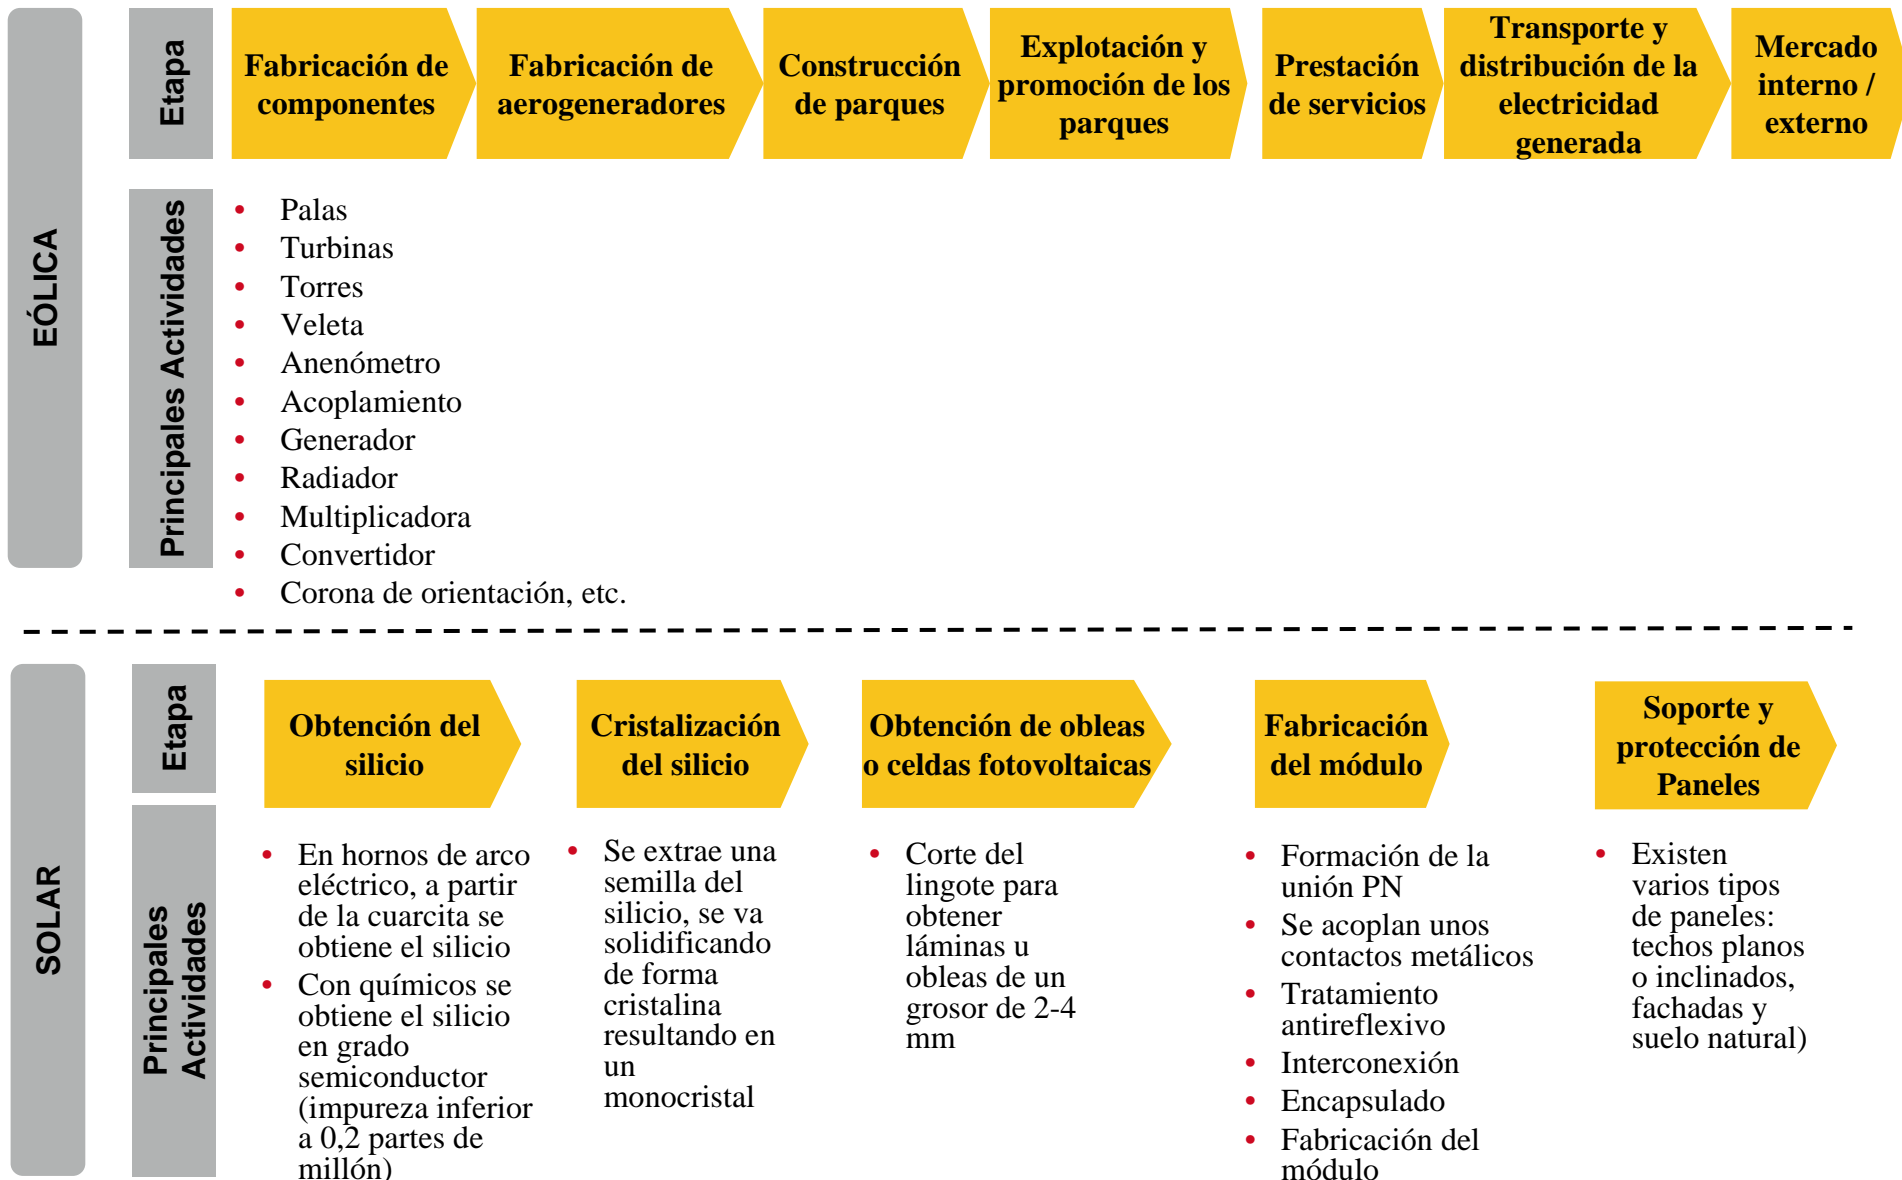 EÓLICA
Etapa
Fabricación de
componentes
Fabricación de
aerogeneradores
Construcción
de parques
Explotación y
promoción de los
parques
Prestación
de servicios
Transporte y
distribución de la
electricidad
generada
Mercado
interno /
externo
Principales Actividades
• Palas
• Turbinas
• Torres
• Veleta
• Anenómetro
• Acoplamiento
• Generador
• Radiador
• Multiplicadora
• Convertidor
• Corona de orientación, etc.
SOLAR
Etapa
Obtención del
silicio
Cristalización
del silicio
Obtención de obleas
o celdas fotovoltaicas
Fabricación
del módulo
Soporte y
protección de
Paneles
Principales
Actividades
• En hornos de arco
eléctrico, a partir
de la cuarcita se
obtiene el silicio
• Con químicos se
obtiene el silicio
en grado
semiconductor
(impureza inferior
a 0,2 partes de
millón)
• Se extrae una
semilla del
silicio, se va
solidificando
de forma
cristalina
resultando en
un
monocristal
• Corte del
lingote para
obtener
láminas u
obleas de un
grosor de 2-4
mm
• Formación de la
unión PN
• Se acoplan unos
contactos metálicos
• Tratamiento
antireflexivo
• Interconexión
• Encapsulado
• Fabricación del
módulo
• Existen
varios tipos
de paneles:
techos planos
o inclinados,
fachadas y
suelo natural)